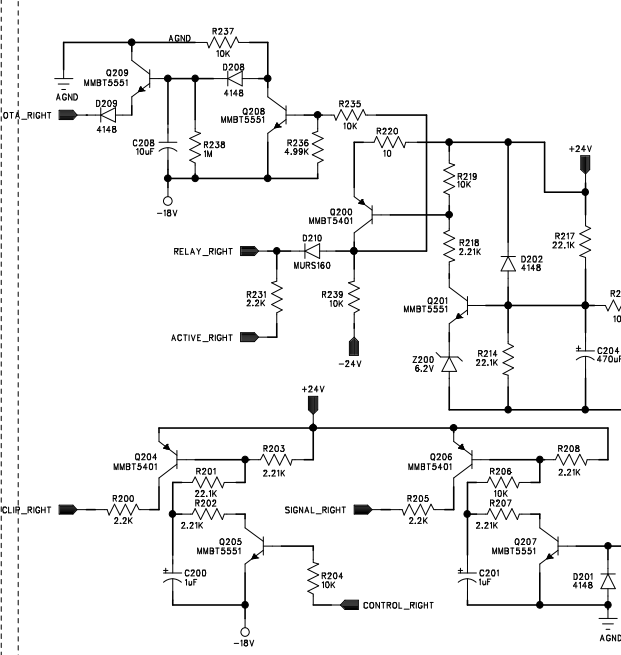 AGND
R237
10K
Q209
MMBT5551
AGND
D208
4148
Q208
MMBT5551
R235
10K
D209
4148
OTA_RIGHT
C208
10uF
R238
1M
R236
4.99K
R220
10
+24V
-18V
R219
10K
Q200
MMBT5401
R217
22.1K
RELAY_RIGHT
D210
MURS160
R218
2.21K
D202
4148
R231
2.2K
R239
10K
Q201
MMBT5551
ACTIVE_RIGHT
-24V
Z200
6.2V
R214
22.1K
C204
+24V
Q204
MMBT5401
R203
2.21K
Q206
MMBT5401
R208
2.21K
R201
22.1K
R206
10K
CLIP_RIGHT
R200
2.2K
R202
2.21K
SIGNAL_RIGHT
R205
2.2K
R207
2.21K
Q205
MMBT5551
Q207
MMBT5551
C200
1uF
R204
10K
C201
1uF
D201
4148
CONTROL_RIGHT
-18V
AGND